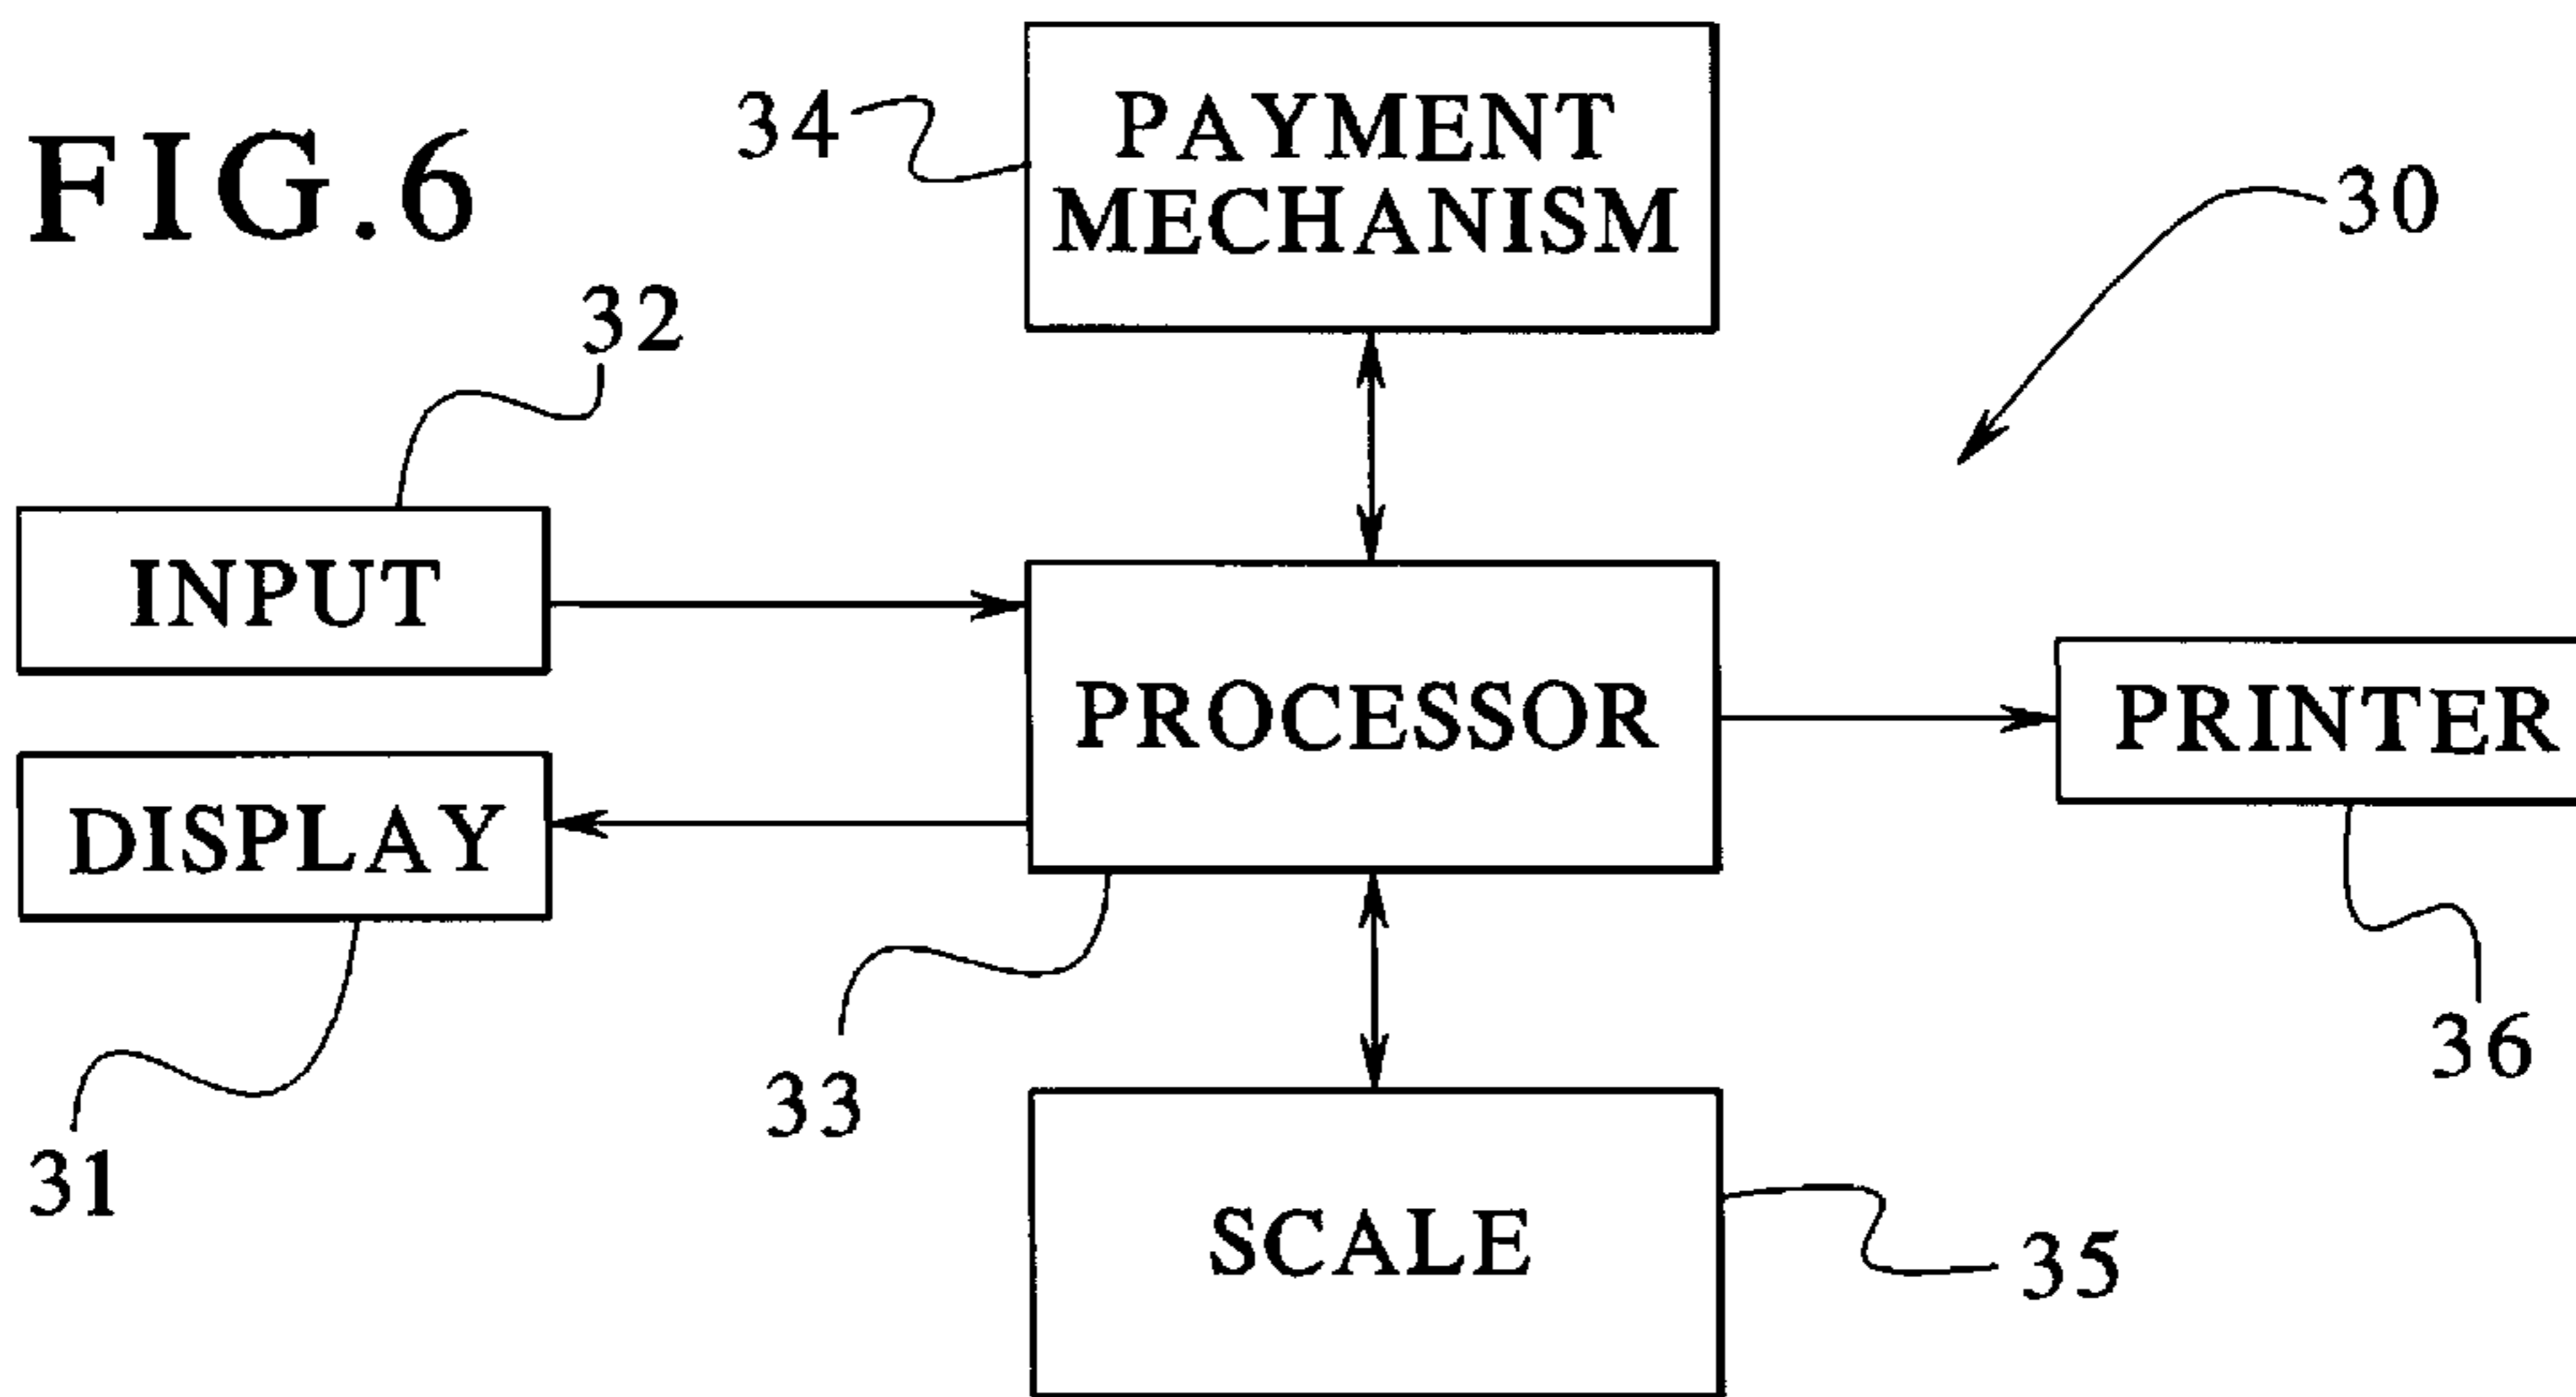 FIG.6
34
PAYMENT
MECHANISM
30
32
INPUT
PROCESSOR
PRINTER
DISPLAY
33
36
31
SCALE
35